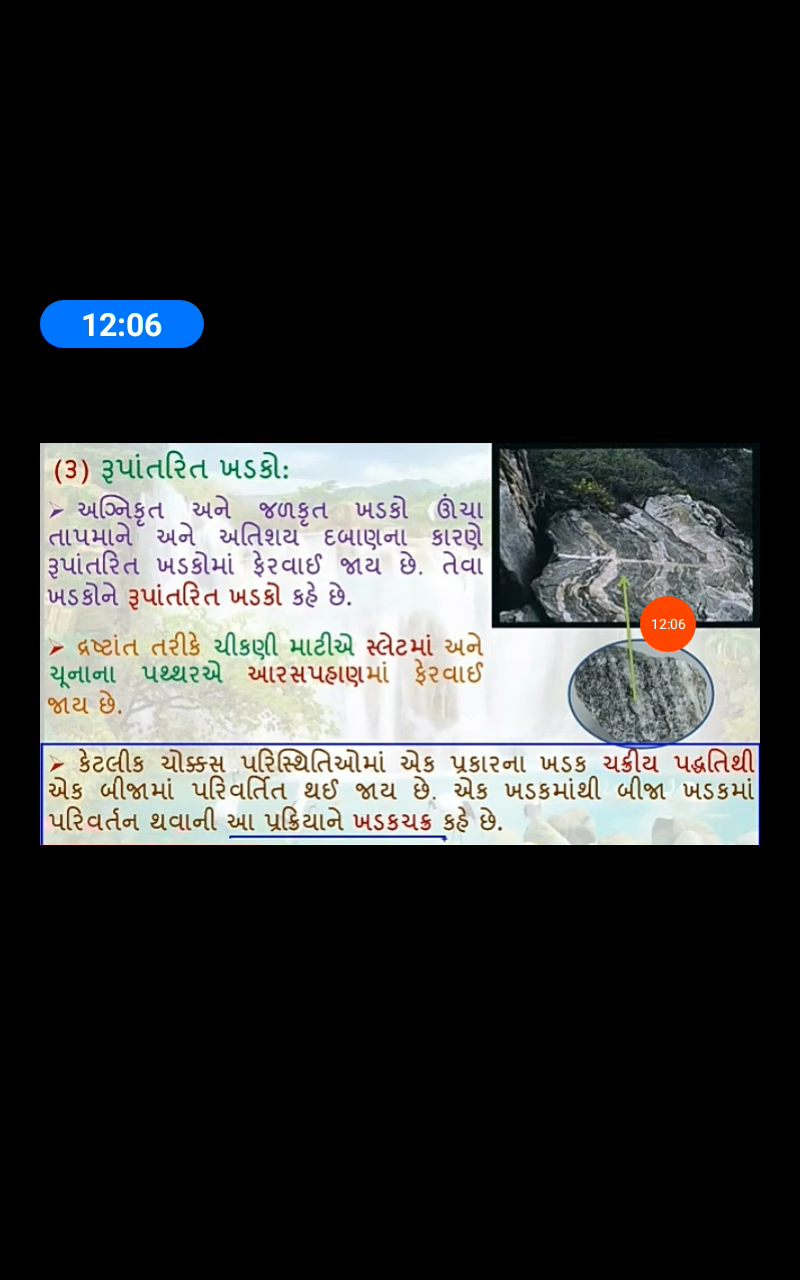 12:06
(૩) રૂપાંતરિત ખડકો:
➢ અગ્નિકૃત અને જળકૃત ખડકો ઊંચા
તાપમાને અને અતિશય દબાણના કારણે
રૂપાંતરિત ખડકોમાં ફેરવાઈ જાય છે. તેવા
ખડકોને રૂપાંતરિત ખડકો કહે છે.
12:06
➢ દ્રષ્ટાંત તરીકે ચીકણી માટીએ સ્લેટમાં અને
ચૂનાના પથ્થરએ આરસપહાણમાં ફેરવાઈ
જાય છે.
➢ કેટલીક ચોક્કસ પરિસ્થિતિઓમાં એક પ્રકારના ખડક ચક્રીય પદ્ધતિથી
એક બીજામાં પરિવર્તિત થઈ જાય છે. એક ખડકમાંથી બીજા ખડકમાં
પરિવર્તન થવાની આ પ્રક્રિયાને ખડકચક્ર કહે છે.